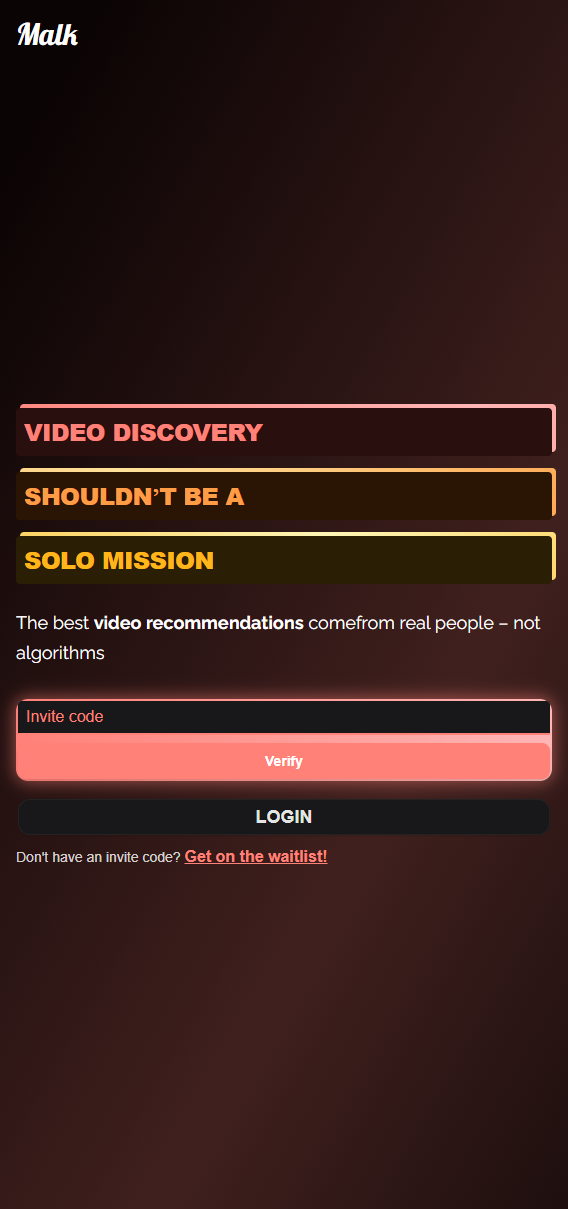 Malk
VIDEO DISCOVERY
SHOULDN’T BE A
SOLO MISSION
The best video recommendations comefrom real people – not
algorithms
Invite code
Verify
LOGIN
Don't have an invite code? Get on the waitlist!